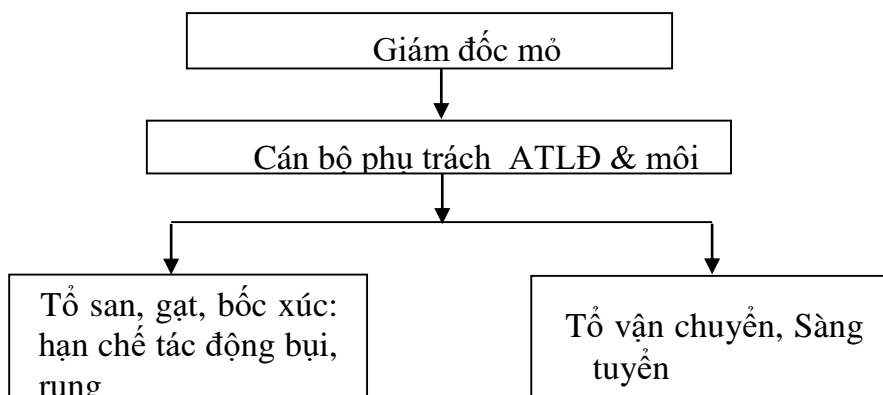 Giám đốc mỏ
Cán bộ phụ trách ATLĐ & môi
Tổ san, gạt, bốc xúc:
hạn chế tác động bụi,
rung
Tổ vận chuyển, Sàng
tuyển